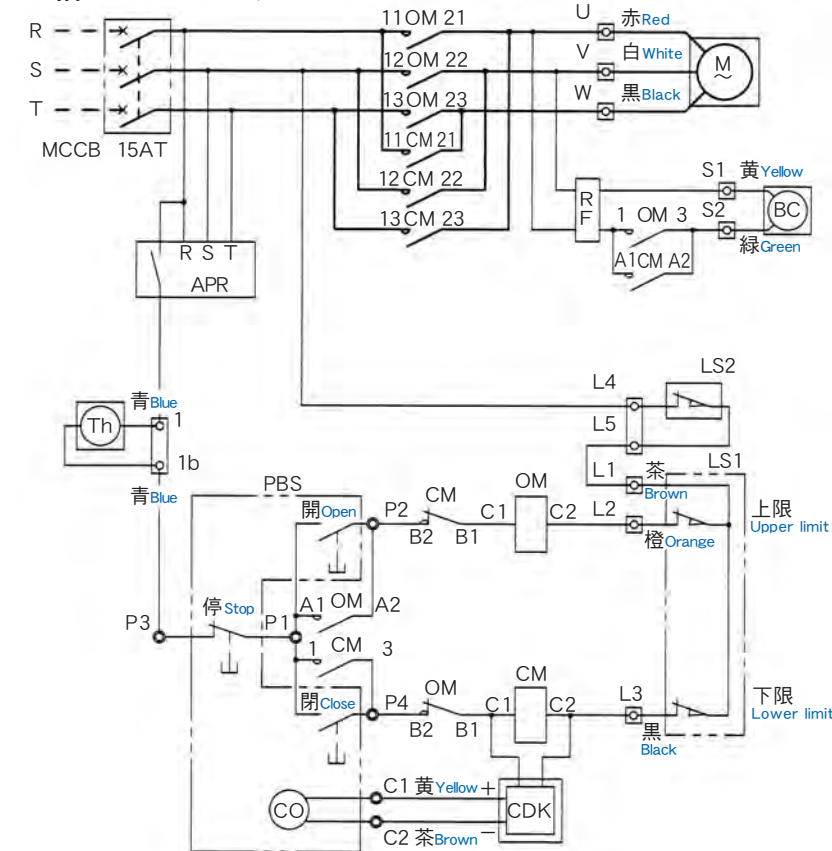 R
S
T
MCCB 15AT
11 OM 21
12 OM 22
13 OM 23
11 CM 21
12 CM 22
13 CM 23
U 赤Red
V 白White
W 黒Black
M
~
R S T
APR
RF
S1 黄Yellow
1 OM 3 S2
緑Green
BC
A1 CM A2
LS2
L4
L5
青Blue
Th
1
1b
青Blue
L1 茶Brown
LS1
PBS
開Open
P2 CM C1 OM C2 L2
B2 B1
橙Orange
上限
Upper limit
P3 停Stop P1
A1 OM A2
1 CM 3
閉Close
P4 OM C1 CM C2 L3
B2 B1
黒
Black
下限
Lower limit
CO
C1 黄Yellow +
CDK
C2 茶Brown −